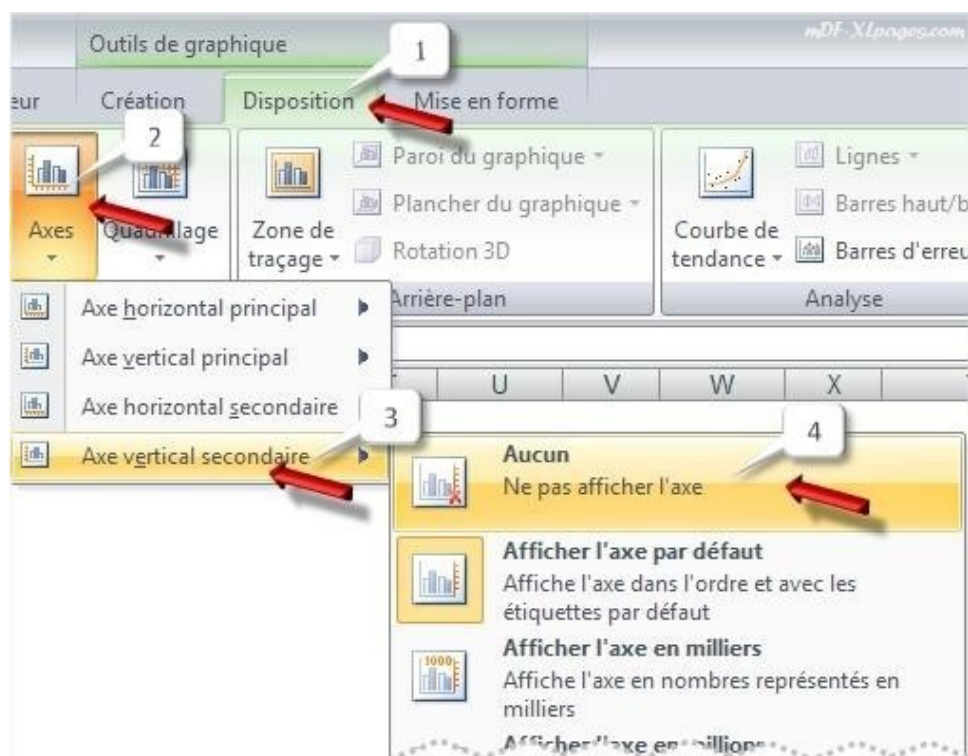 mDF-XLpages.com
Outils de graphique
1
eur
Création
Disposition
Mise en forme
2
Axes
Quadrillage
Zone de
traçage
Paroi du graphique
Plancher du graphique
Rotation 3D
Courbe de
tendance
Lignes
Barres haut/b
Barres d'erreu
Arrière-plan
Analyse
Axe horizontal principal
Axe vertical principal
Axe horizontal secondaire
Axe vertical secondaire
3
U V W X
4
Aucun
Ne pas afficher l'axe
Afficher l'axe par défaut
Affiche l'axe dans l'ordre et avec les
étiquettes par défaut
1000
Afficher l'axe en milliers
Affiche l'axe en nombres représentés en
milliers
Afficher l'axe en millions